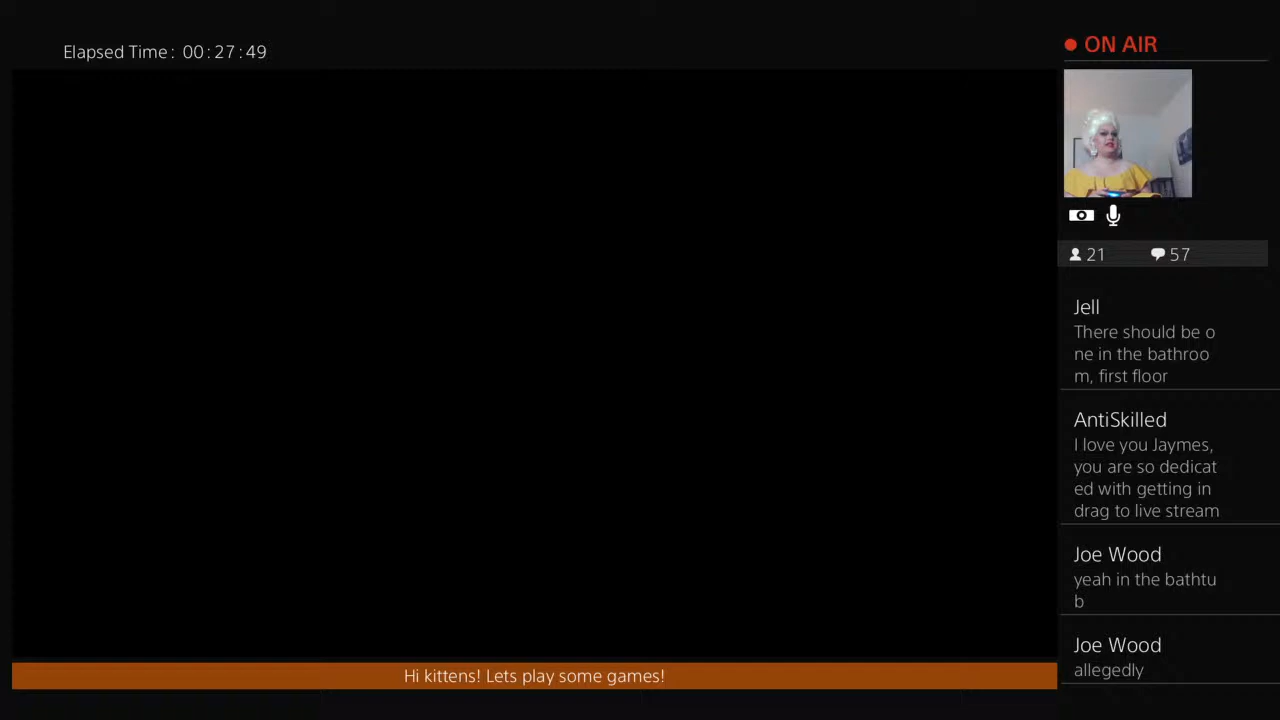 Elapsed Time: 00:27:49
ON AIR
21
57
Jell
There should be o
ne in the bathroo
m, first floor
AntiSkilled
I love you Jaymes,
you are so dedicat
ed with getting in
drag to live stream
Joe Wood
yeah in the bathtu
b
Joe Wood
allegedly
Hi kittens! Lets play some games!